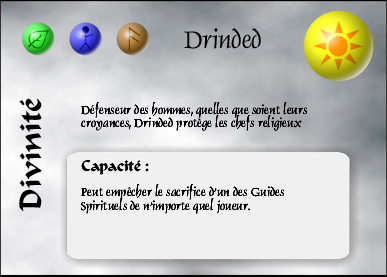 Drinded
Divinité
Défenseur des hommes, quelles que soient leurs
croyances, Drinded protège les chefs religieux
Capacité :
Peut empêcher le sacrifice d'un des Guides
Spirituels de n'importe quel joueur.